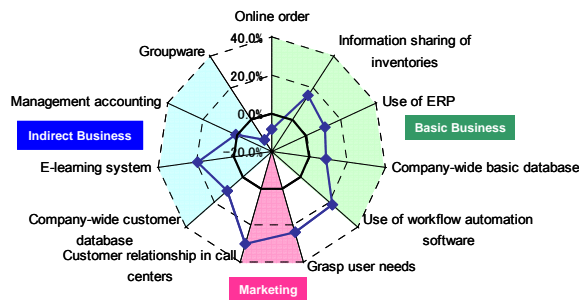 Online order
40.0%
Information sharing of
inventories
Groupware
20.0%
Management accounting
Use of ERP
0.0%
Indirect Business
Basic Business
-20.0%
E-learning system
Company-wide basic database
Company-wide customer
database
Use of workflow automation
software
Customer relationship in call
centers
Grasp user needs
Marketing